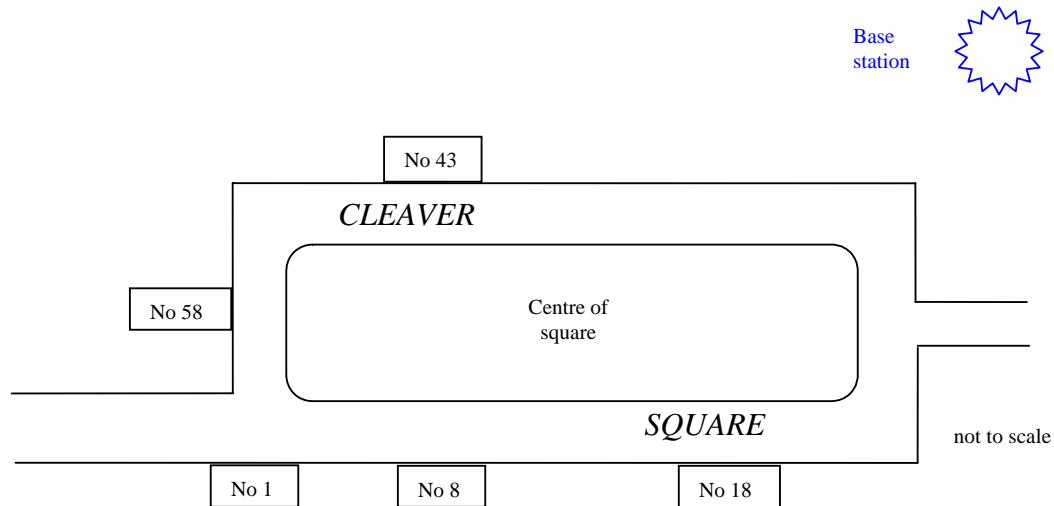 Base
station
No 43
CLEAVER
No 58
Centre of
square
SQUARE
not to scale
No 1
No 8
No 18